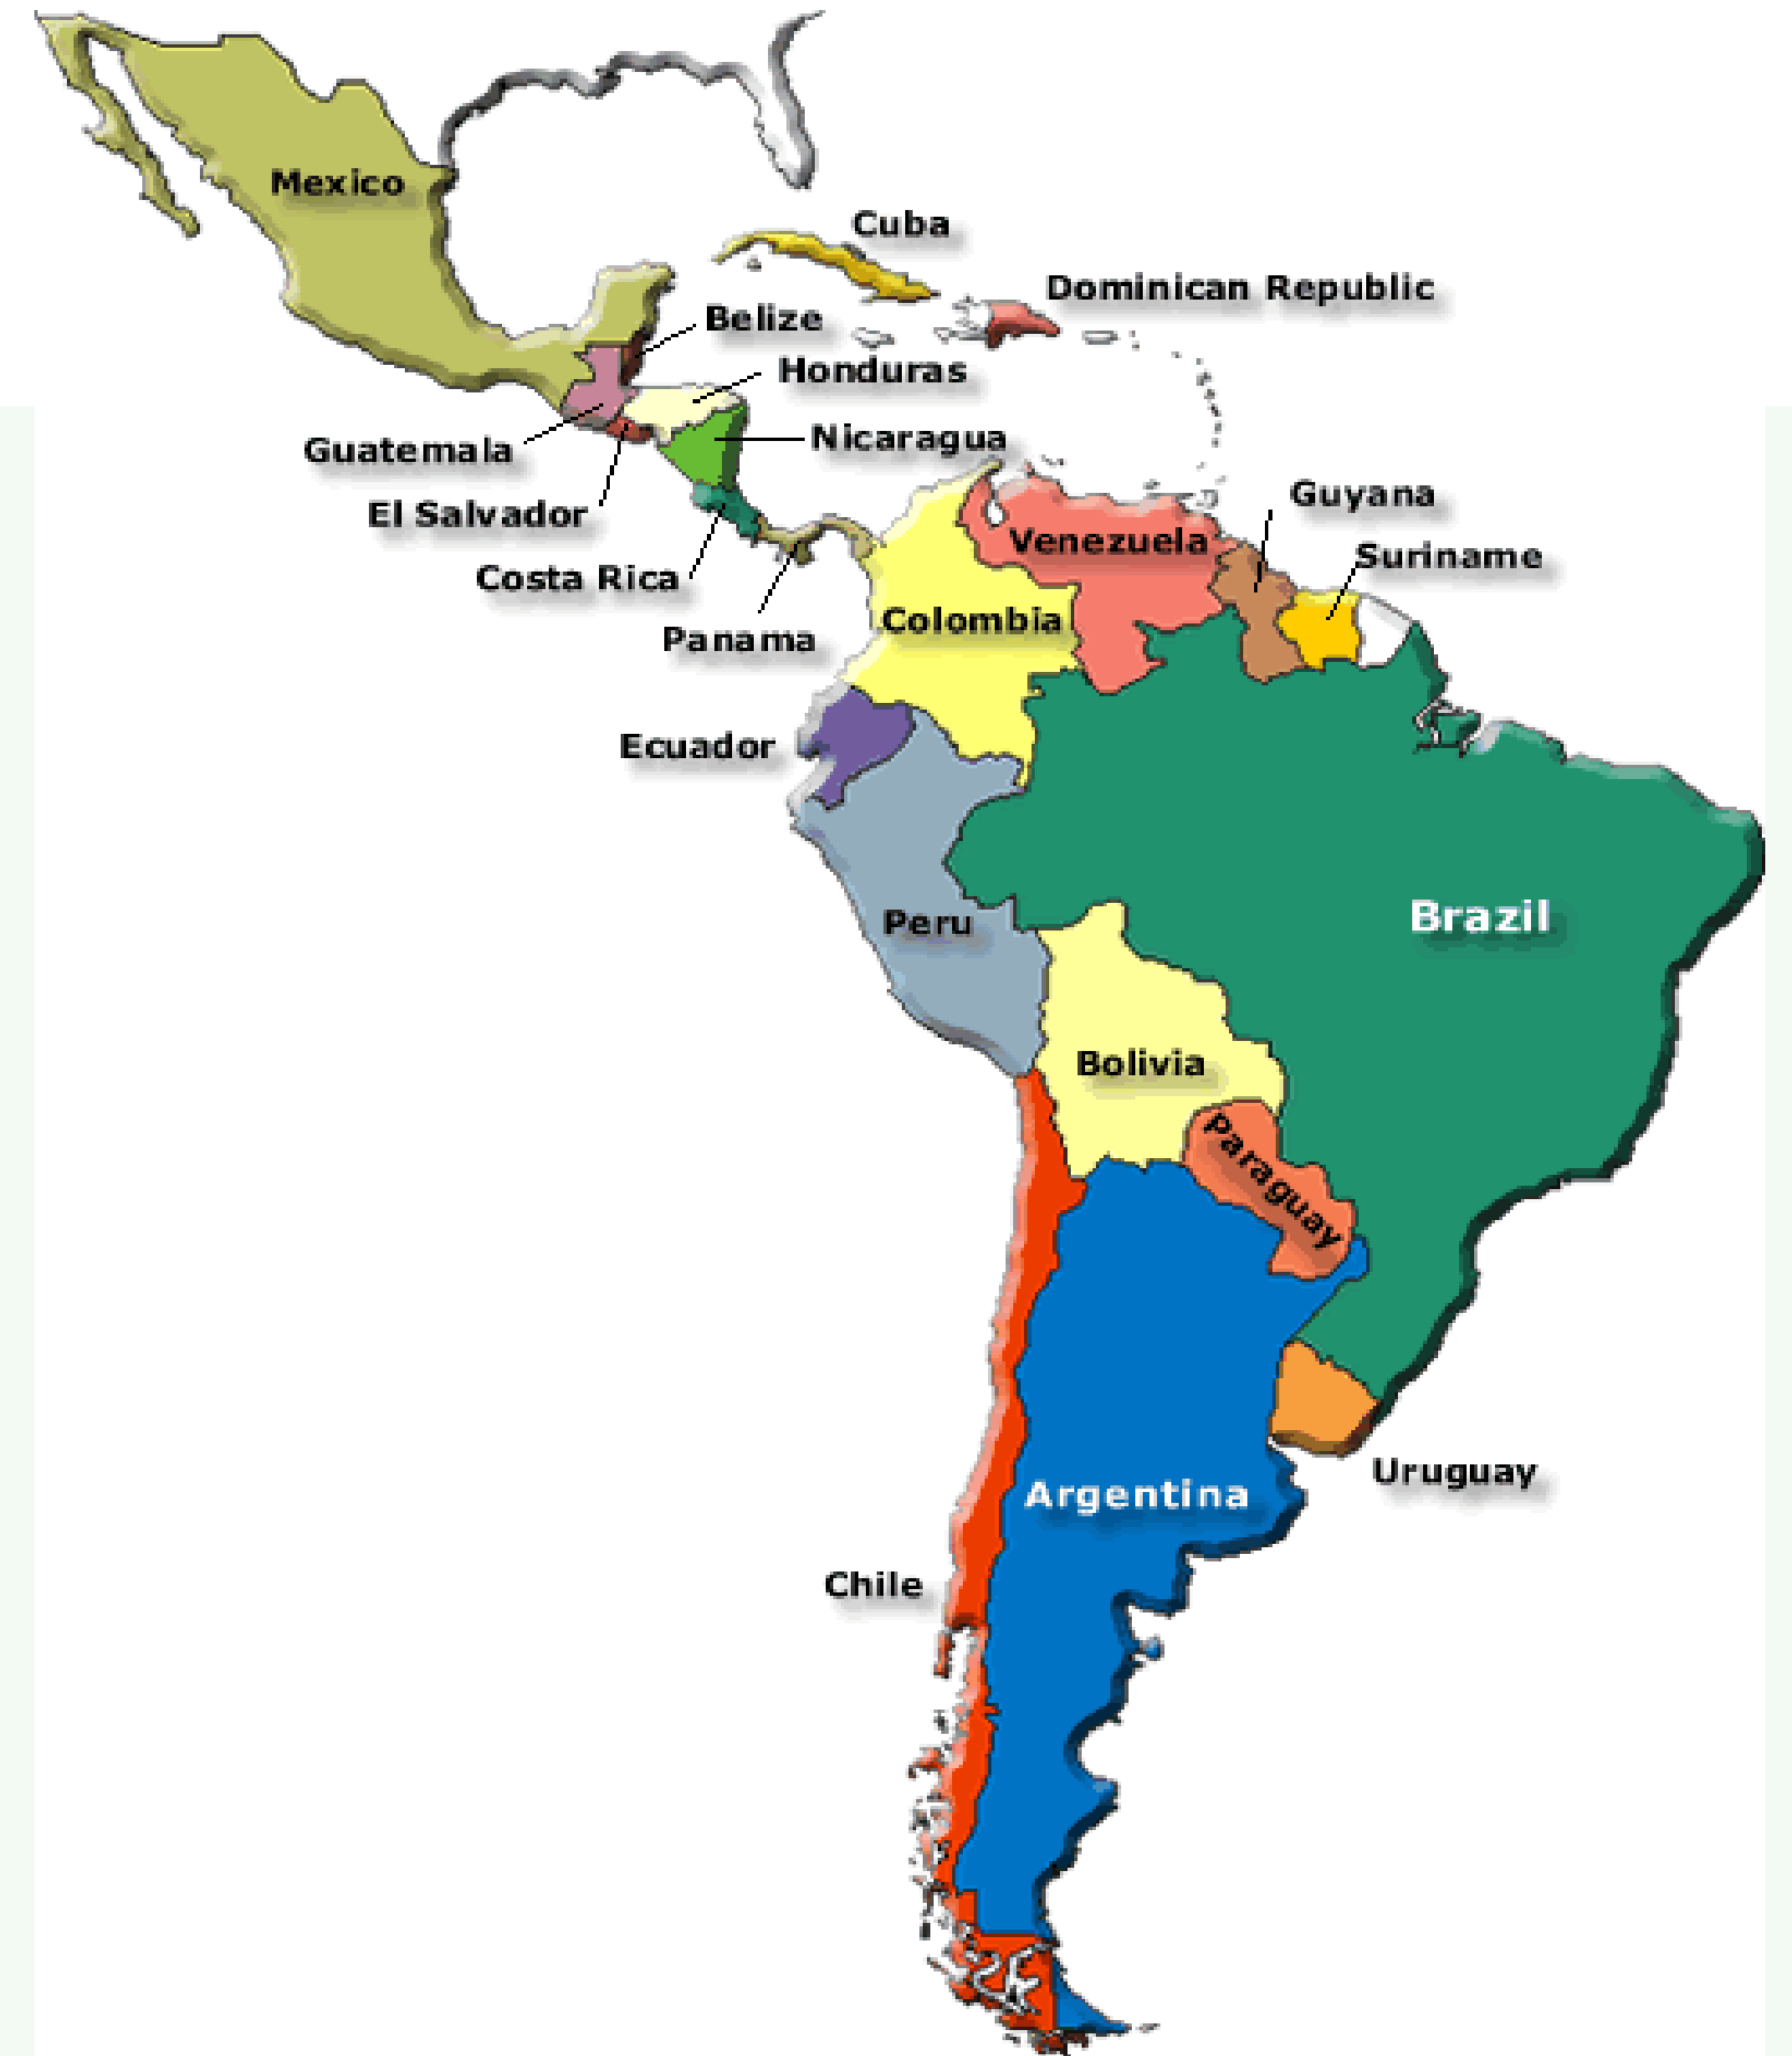 Mexico
Cuba
Dominican Republic
Belize
Honduras
Nicaragua
Guatemala
Guyana
El Salvador
Venezuela
Suriname
Costa Rica
Colombia
Panama
Ecuador
Brazil
Peru
Bolivia
Paraguay
Uruguay
Argentina
Chile